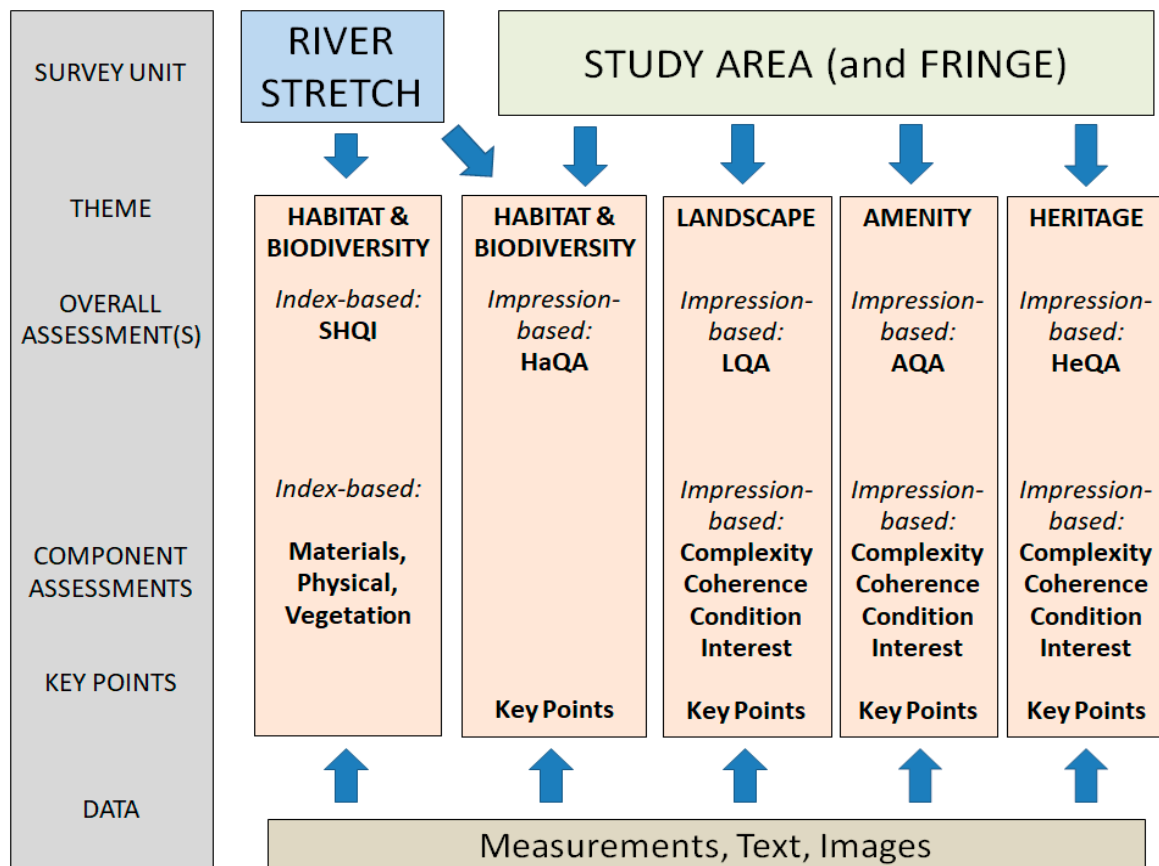 SURVEY UNIT
RIVER
STRETCH
STUDY AREA (and FRINGE)
THEME
HABITAT &
BIODIVERSITY
HABITAT &
BIODIVERSITY
LANDSCAPE
AMENITY
HERITAGE
OVERALL
ASSESSMENT(S)
Index-based:
SHQI
Impression-
based:
HaQA
Impression-
based:
LQA
Impression-
based:
AQA
Impression-
based:
HeQA
COMPONENT
ASSESSMENTS
Index-based:
Materials,
Physical,
Vegetation
Impression-
based:
Complexity
Coherence
Condition
Interest
Impression-
based:
Complexity
Coherence
Condition
Interest
Impression-
based:
Complexity
Coherence
Condition
Interest
KEY POINTS
Key Points
Key Points
Key Points
Key Points
DATA
Measurements, Text, Images